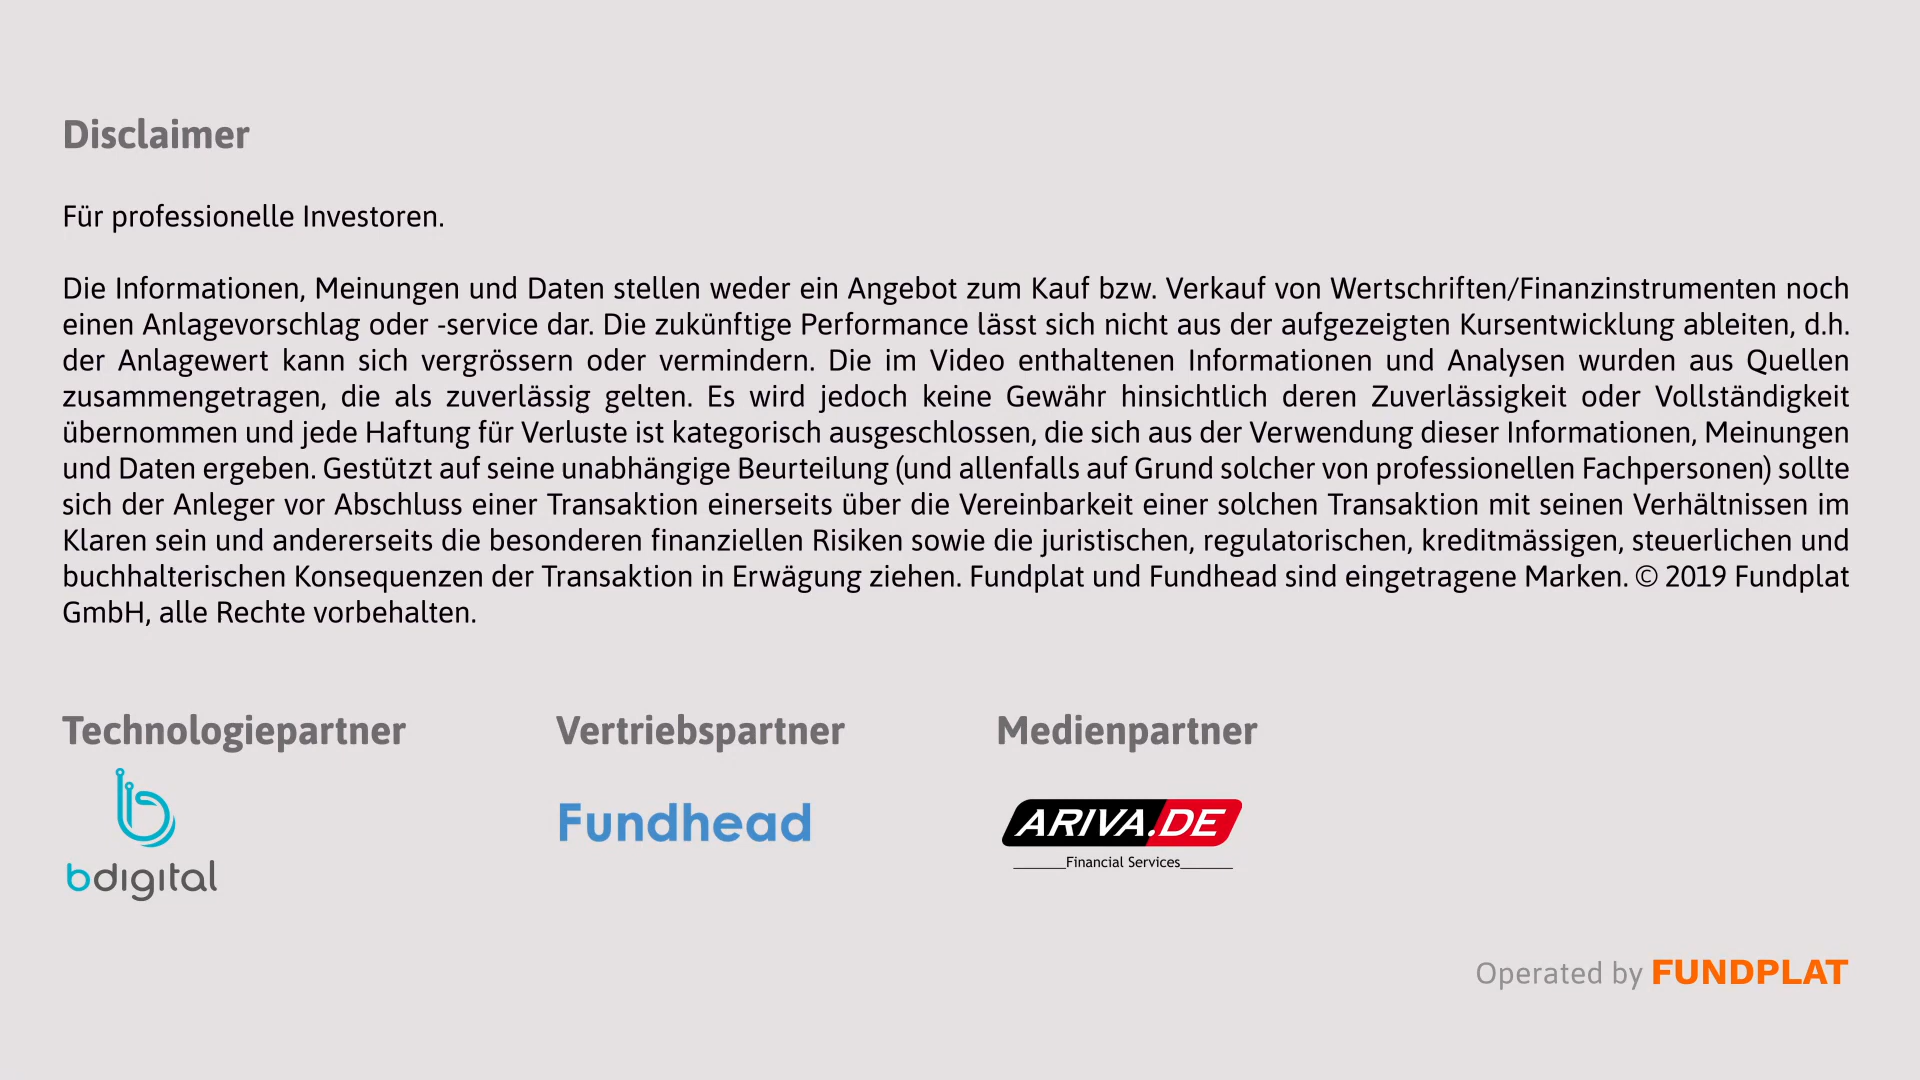 Disclaimer
Für professionelle Investoren.
Die Informationen, Meinungen und Daten stellen weder ein Angebot zum Kauf bzw. Verkauf von Wertschriften/Finanzinstrumenten noch
einen Anlagevorschlag oder -service dar. Die zukünftige Performance lässt sich nicht aus der aufgezeigten Kursentwicklung ableiten, d.h.
der Anlagewert kann sich vergrössern oder vermindern. Die im Video enthaltenen Informationen und Analysen wurden aus Quellen
zusammengetragen, die als zuverlässig gelten. Es wird jedoch keine Gewähr hinsichtlich deren Zuverlässigkeit oder Vollständigkeit
übernommen und jede Haftung für Verluste ist kategorisch ausgeschlossen, die sich aus der Verwendung dieser Informationen, Meinungen
und Daten ergeben. Gestützt auf seine unabhängige Beurteilung (und allenfalls auf Grund solcher von professionellen Fachpersonen) sollte
sich der Anleger vor Abschluss einer Transaktion einerseits über die Vereinbarkeit einer solchen Transaktion mit seinen Verhältnissen im
Klaren sein und andererseits die besonderen finanziellen Risiken sowie die juristischen, regulatorischen, kreditmässigen, steuerlichen und
buchhalterischen Konsequenzen der Transaktion in Erwägung ziehen. Fundplat und Fundhead sind eingetragene Marken. © 2019 Fundplat
GmbH, alle Rechte vorbehalten.
Technologiepartner
bdigital
Vertriebspartner
Fundhead
Medienpartner
ARIVA.DE
Financial Services
Operated by FUNDPLAT